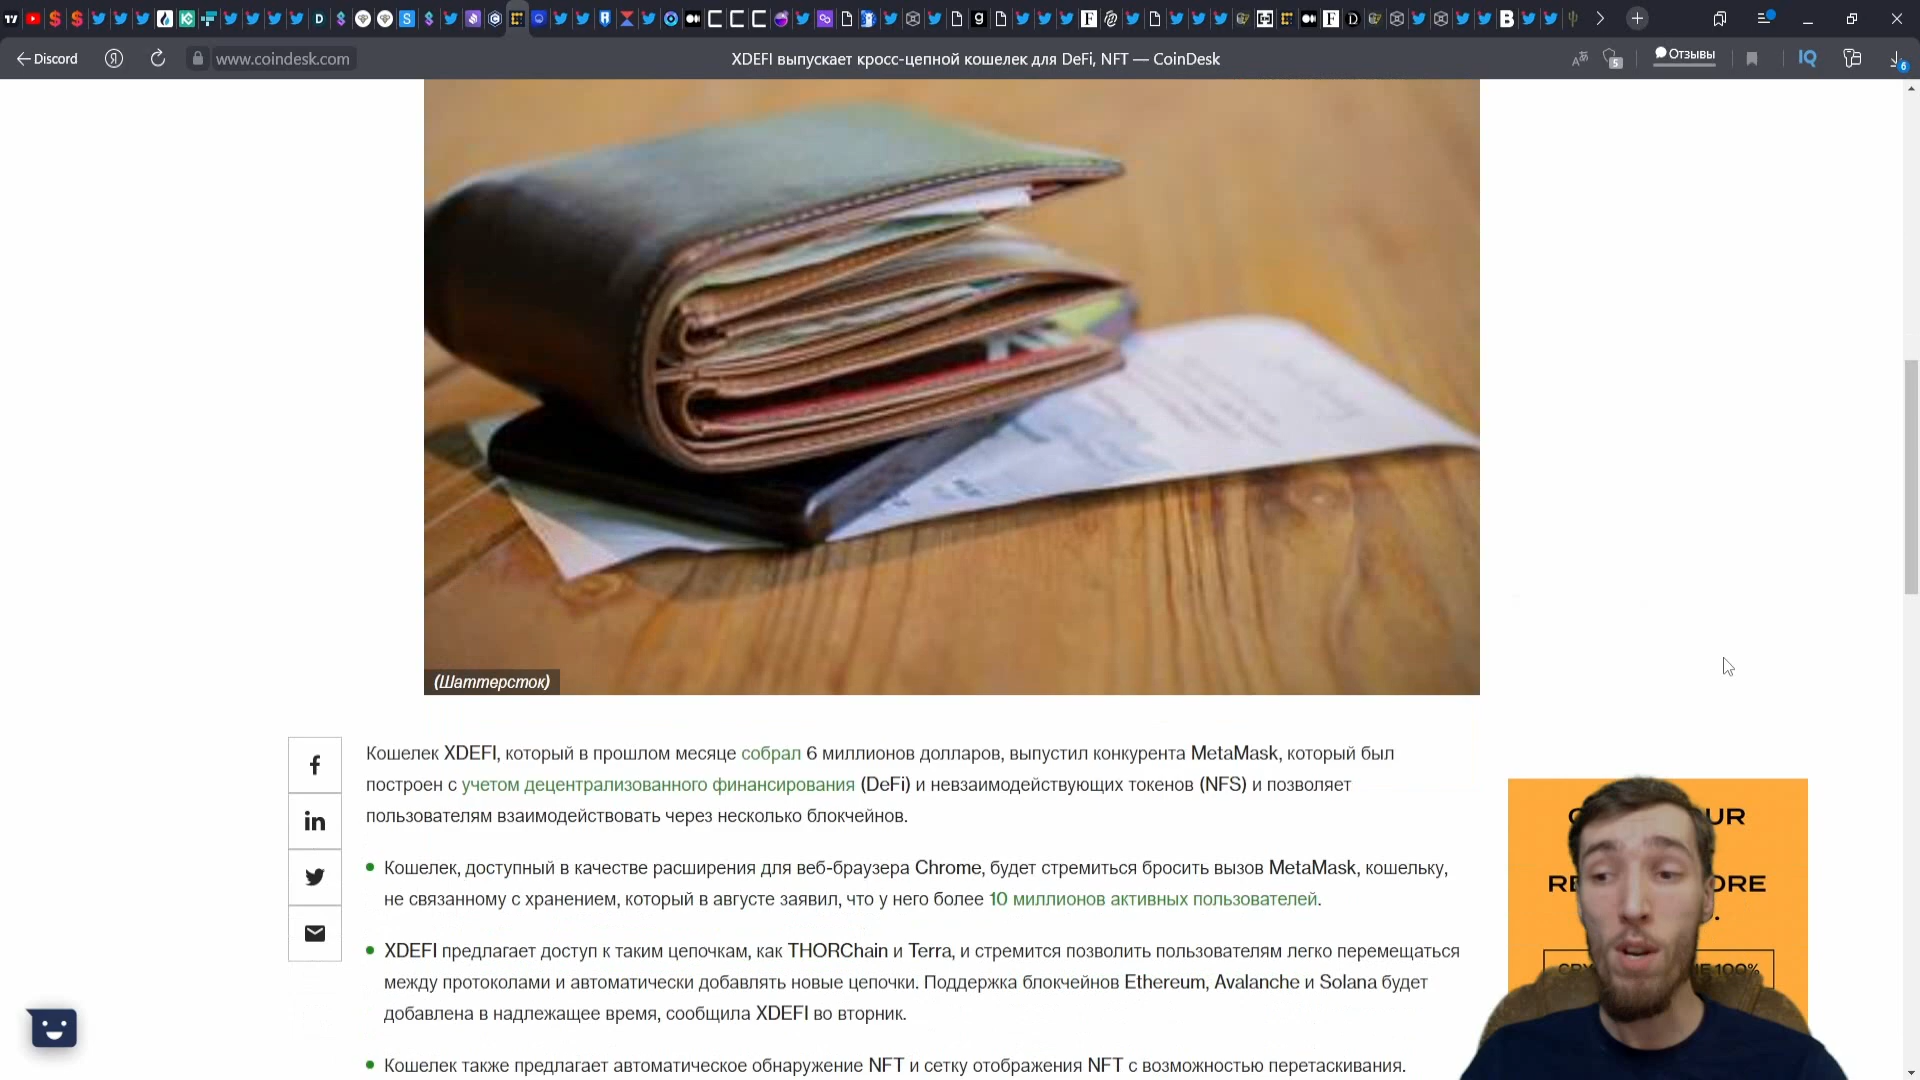 Discord
www.coindesk.com
XDEFI выпускает кросс-цепной кошелек для DeFi, NFT — CoinDesk
5
Отзывы
IQ
6
(Шаттерсток)
Кошелек XDEFI, который в прошлом месяце собрал 6 миллионов долларов, выпустил конкурента MetaMask, который был
построен с учетом децентрализованного финансирования (DeFi) и невзаимодействующих токенов (NFS) и позволяет
пользователям взаимодействовать через несколько блокчейнов.
Кошелек, доступный в качестве расширения для веб-браузера Chrome, будет стремиться бросить вызов MetaMask, кошельку,
не связанному с хранением, который в августе заявил, что у него более 10 миллионов активных пользователей.
XDEFI предлагает доступ к таким цепочкам, как THORChain и Terra, и стремится позволить пользователям легко перемещаться
между протоколами и автоматически добавлять новые цепочки. Поддержка блокчейнов Ethereum, Avalanche и Solana будет
добавлена в надлежащее время, сообщила XDEFI во вторник.
Кошелек также предлагает автоматическое обнаружение NFT и сетку отображения NFT с возможностью перетаскивания.
100%